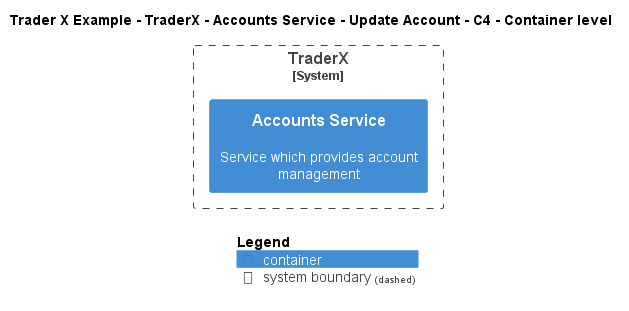 Trader X Example - TraderX - Accounts Service - Update Account - C4 - Container level
TraderX
[System]
Accounts Service
Service which provides account
management
Legend
container
system boundary (dashed)